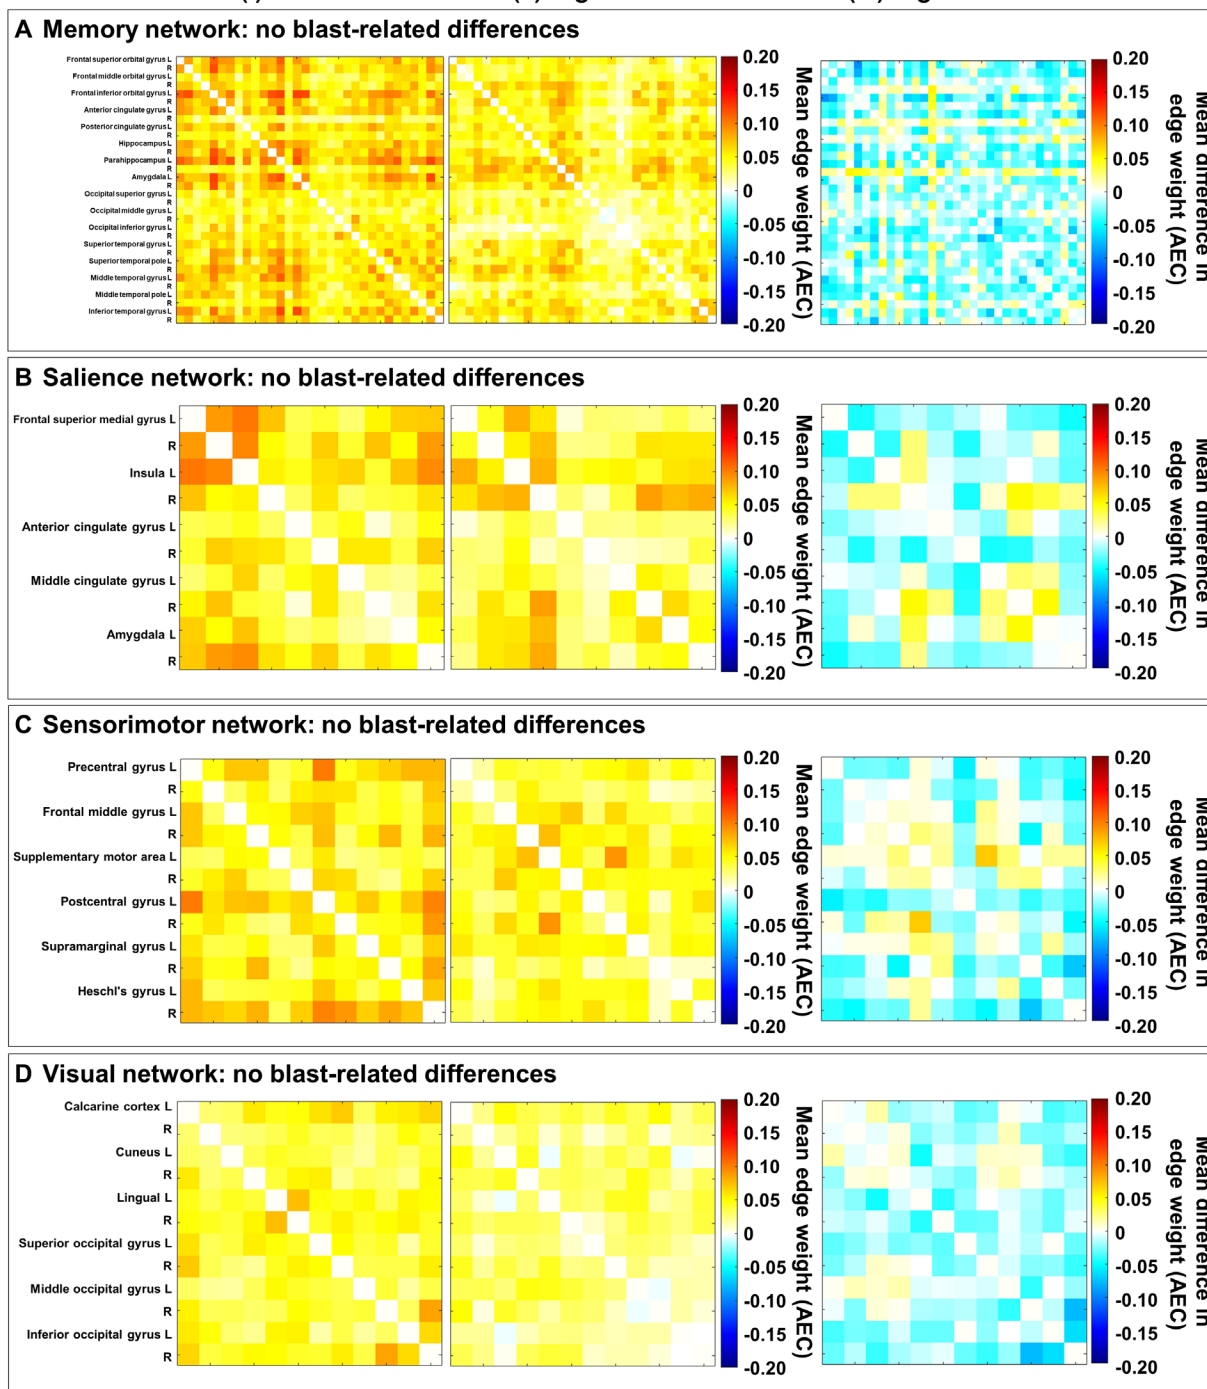 A Memory network: no blast-related differences
Frontal superior orbital gyrus L
R
Frontal middle orbital gyrus L
R
Frontal inferior orbital gyrus L
R
Anterior cingulate gyrus L
R
Posterior cingulate gyrus L
R
Hippocampus L
R
Parahippocampus L
R
Amygdala L
R
Occipital superior gyrus L
R
Occipital middle gyrus L
R
Occipital inferior gyrus L
R
Superior temporal gyrus L
R
Superior temporal pole L
R
Middle temporal gyrus L
R
Middle temporal pole L
R
Inferior temporal gyrus L
R
0.20
0.15
0.10
0.05
0
-0.05
-0.10
-0.15
-0.20
Mean edge weight (AEC)
0.20
0.15
0.10
0.05
0
-0.05
-0.10
-0.15
-0.20
Mean difference in
edge weight (AEC)
B Salience network: no blast-related differences
Frontal superior medial gyrus L
R
Insula L
R
Anterior cingulate gyrus L
R
Middle cingulate gyrus L
R
Amygdala L
R
0.20
0.15
0.10
0.05
0
-0.05
-0.10
-0.15
-0.20
Mean edge weight (AEC)
0.20
0.15
0.10
0.05
0
-0.05
-0.10
-0.15
-0.20
Mean difference in
edge weight (AEC)
C Sensorimotor network: no blast-related differences
Precentral gyrus L
R
Frontal middle gyrus L
R
Supplementary motor area L
R
Postcentral gyrus L
R
Supramarginal gyrus L
R
Heschl's gyrus L
R
0.20
0.15
0.10
0.05
0
-0.05
-0.10
-0.15
-0.20
Mean edge weight (AEC)
0.20
0.15
0.10
0.05
0
-0.05
-0.10
-0.15
-0.20
Mean difference in
edge weight (AEC)
D Visual network: no blast-related differences
Calcarine cortex L
R
Cuneus L
R
Lingual L
R
Superior occipital gyrus L
R
Middle occipital gyrus L
R
Inferior occipital gyrus L
R
0.20
0.15
0.10
0.05
0
-0.05
-0.10
-0.15
-0.20
Mean edge weight (AEC)
0.20
0.15
0.10
0.05
0
-0.05
-0.10
-0.15
-0.20
Mean difference in
edge weight (AEC)